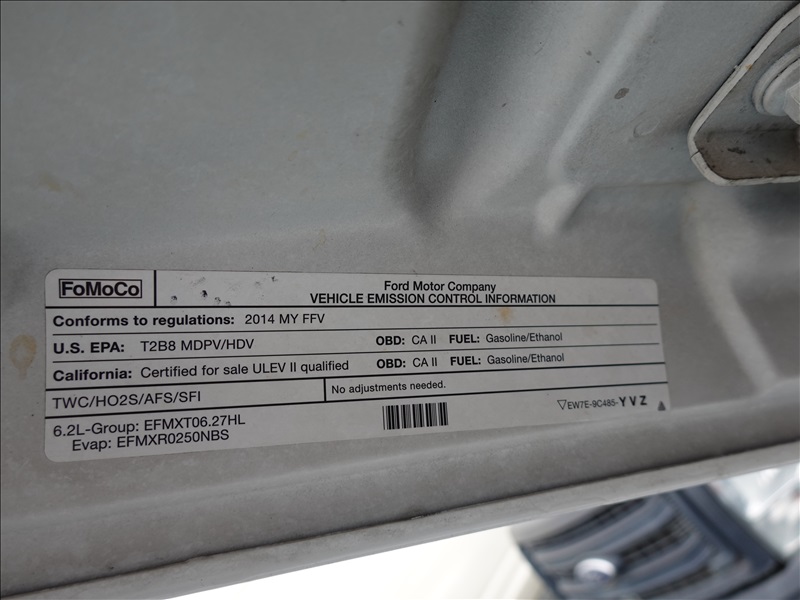 FoMoCo
Ford Motor Company
VEHICLE EMISSION CONTROL INFORMATION
Conforms to regulations: 2014 MY FFV
U.S. EPA: T2B8 MDPV/HDV OBD: CA II FUEL: Gasoline/Ethanol
California: Certified for sale ULEV II qualified OBD: CA II FUEL: Gasoline/Ethanol
TWC/HO2S/AFS/SFI
No adjustments needed.
6.2L-Group: EFMXT06.27HL
Evap: EFMXR0250NBS
EW7E-9C485-YVZ